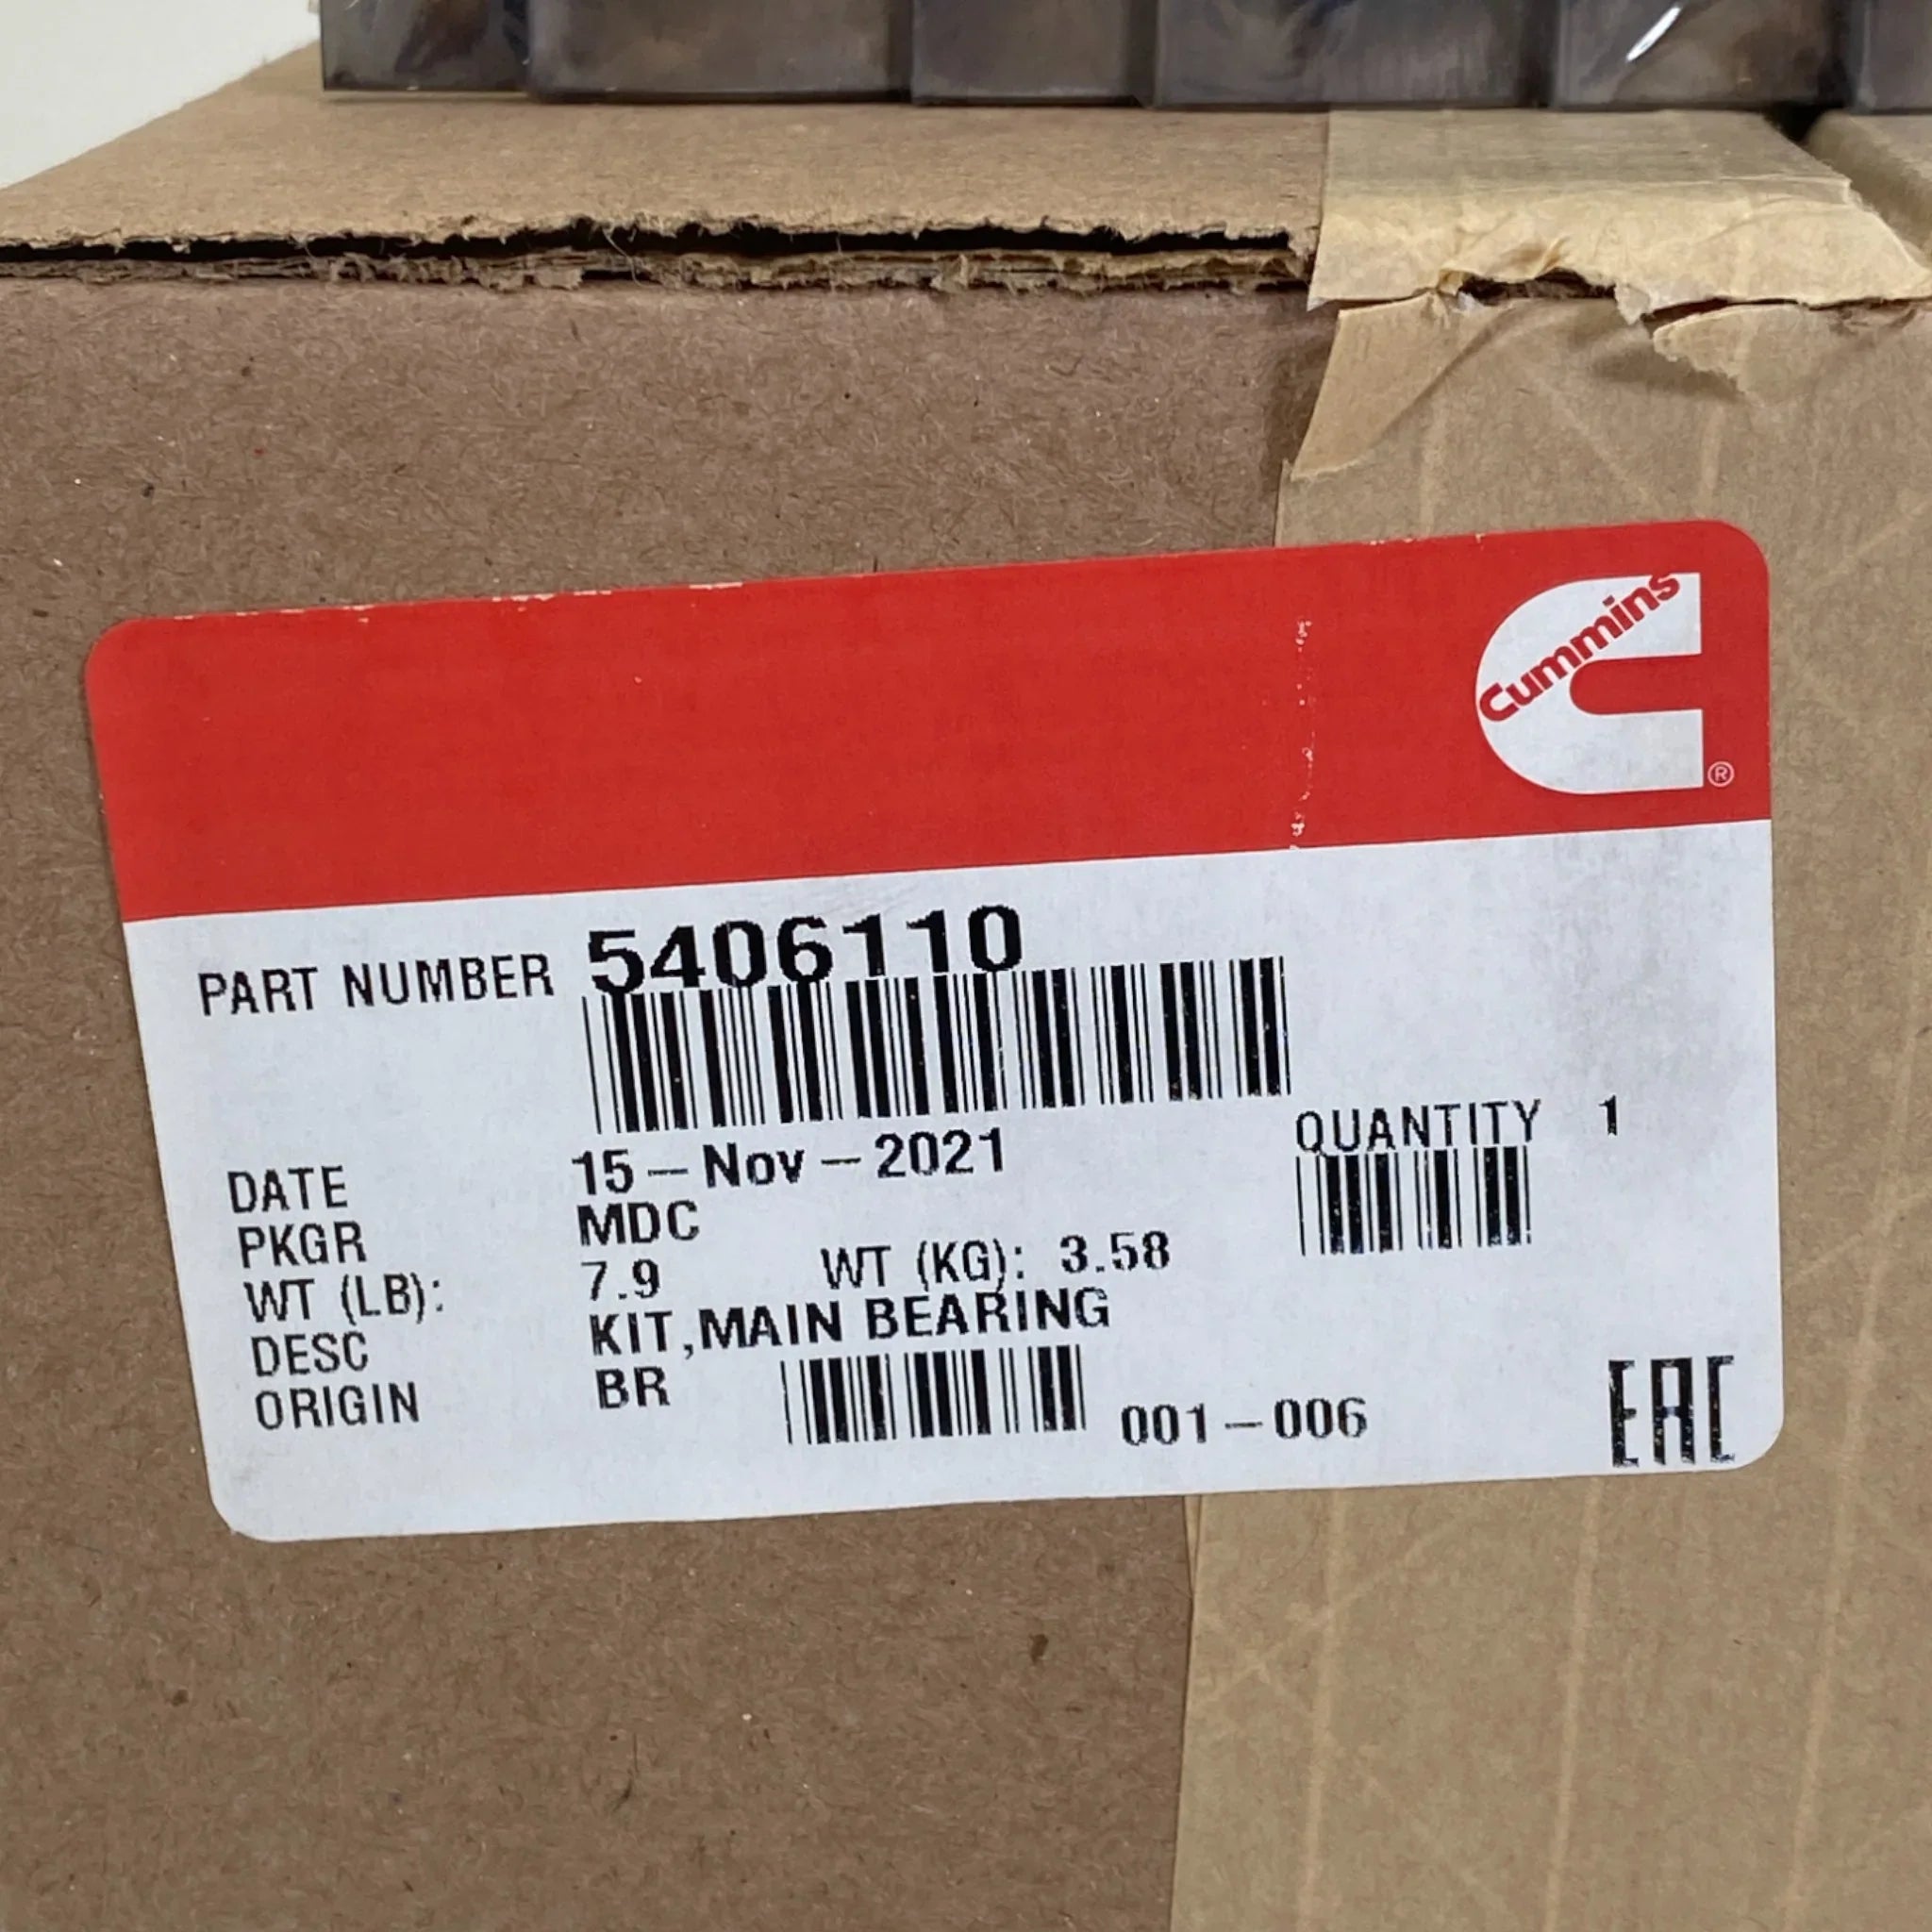 Cummins
®
PART NUMBER 5406110
DATE 15-Nov-2021
QUANTITY 1
PKGR MDC
WT (LB): 7.9 WT (KG): 3.58
DESC KIT,MAIN BEARING
ORIGIN BR
001-006
EAC